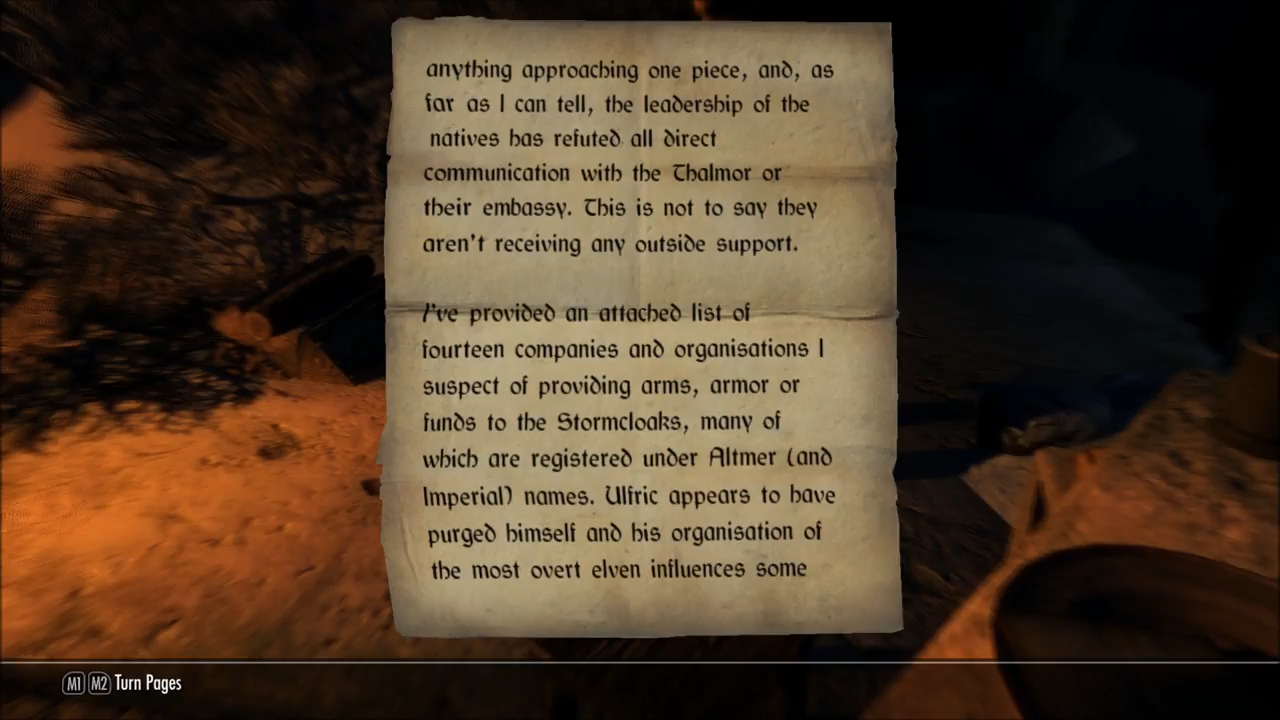 anything approaching one piece, and, as
far as I can tell, the leadership of the
natives has refuted all direct
communication with the Thalmor or
their embassy. This is not to say they
aren't receiving any outside support.
I've provided an attached list of
fourteen companies and organisations I
suspect of providing arms, armor or
funds to the Stormcloaks, many of
which are registered under Altmer (and
Imperial) names. Ulfric appears to have
purged himself and his organisation of
the most overt elven influences some
M1 M2 Turn Pages